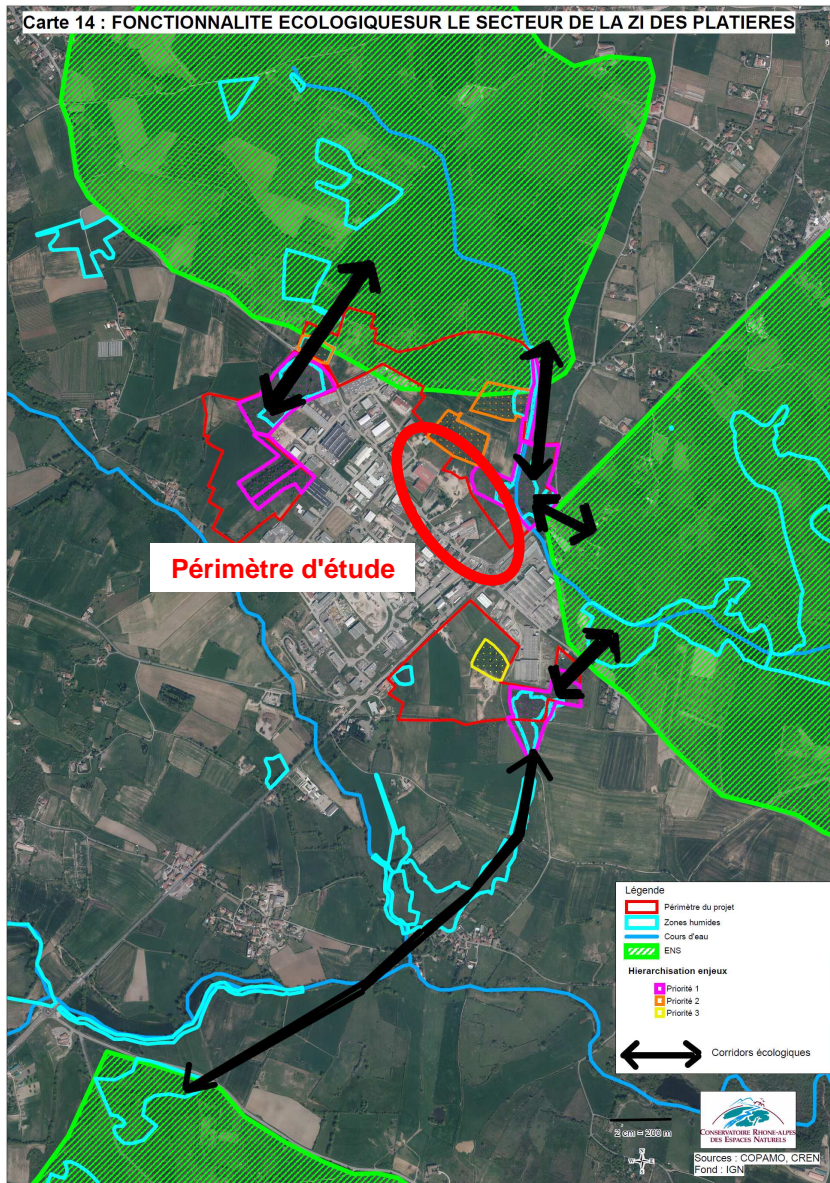 Carte 14 : FONCTIONNALITE ECOLOGIQUESUR LE SECTEUR DE LA ZI DES PLATIERES
Périmètre d'étude
Légende
Périmètre du projet
Zones humides
Cours d'eau
ENS
Hierarchisation enjeux
Priorité 1
Priorité 2
Priorité 3
Corridors écologiques
2 cm = 200 m
CONSERVATOIRE RHONE-ALPES
DES ESPACES NATURELS
Sources : COPAMO, CREN
Fond : IGN